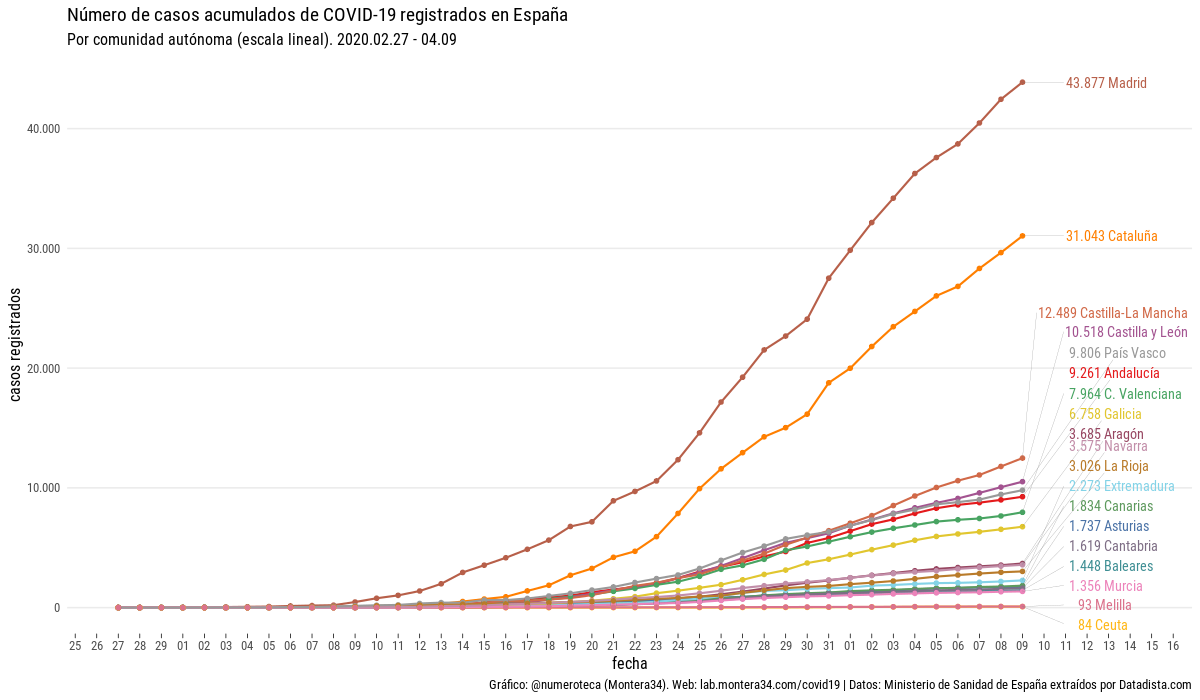 Número de casos acumulados de COVID-19 registrados en España
Por comunidad autónoma (escala lineal). 2020.02.27 - 04.09
casos registrados
40.000
30.000
20.000
10.000
0
43.877 Madrid
31.043 Cataluña
12.489 Castilla-La Mancha
10.518 Castilla y León
9.806 País Vasco
9.261 Andalucía
7.964 C. Valenciana
6.758 Galicia
3.685 Aragón
3.575 Navarra
3.026 La Rioja
2.273 Extremadura
1.834 Canarias
1.737 Asturias
1.619 Cantabria
1.448 Baleares
1.356 Murcia
93 Melilla
84 Ceuta
25 26 27 28 29 01 02 03 04 05 06 07 08 09 10 11 12 13 14 15 16 17 18 19 20 21 22 23 24 25 26 27 28 29 30 31 01 02 03 04 05 06 07 08 09 10 11 12 13 14 15 16
fecha
Gráfico: @numeroteca (Montera34). Web: lab.montera34.com/covid19 | Datos: Ministerio de Sanidad de España extraídos por Datadista.com